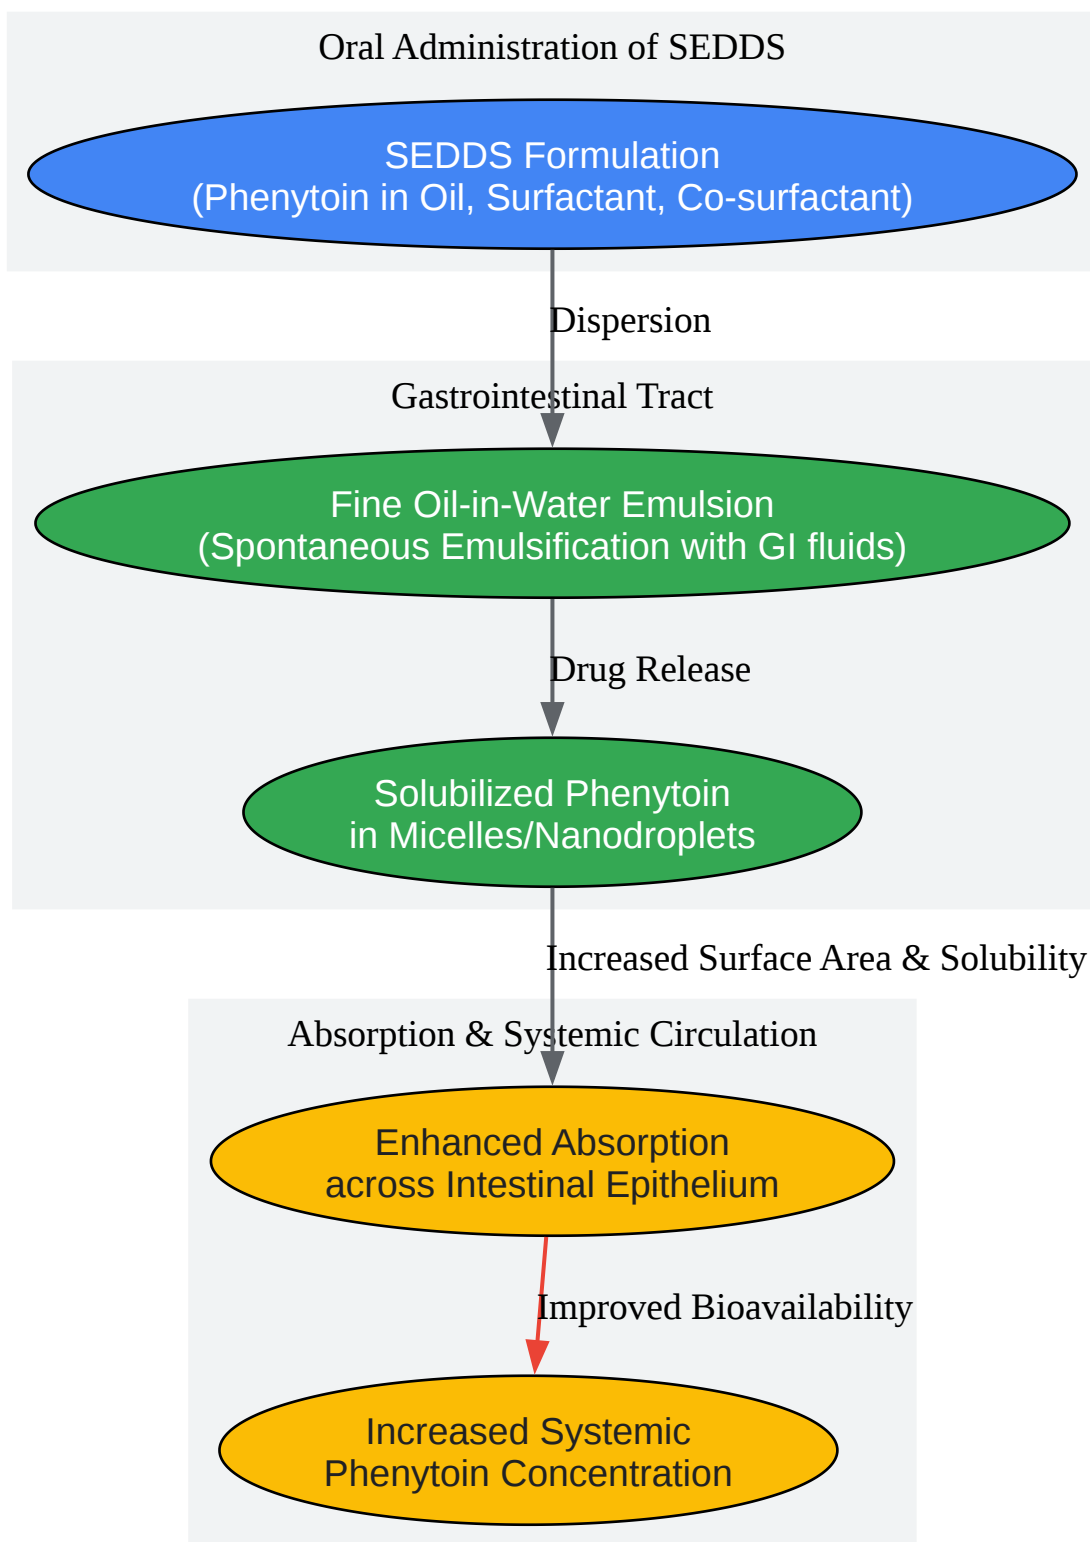 Oral Administration of SEDDS
SEDDS Formulation
(Phenytoin in Oil, Surfactant, Co-surfactant)
Dispersion
Gastrointestinal Tract
Fine Oil-in-Water Emulsion
(Spontaneous Emulsification with GI fluids)
Drug Release
Solubilized Phenytoin
in Micelles/Nanodroplets
Increased Surface Area & Solubility
Absorption & Systemic Circulation
Enhanced Absorption
across Intestinal Epithelium
Improved Bioavailability
Increased Systemic
Phenytoin Concentration